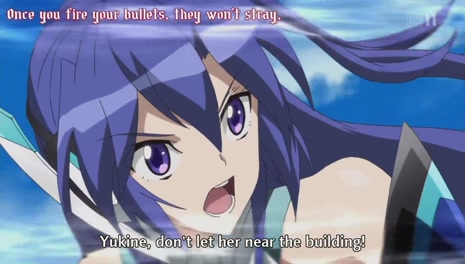 Once you fire your bullets, they won't stray.
Yukine, don't let her near the building!